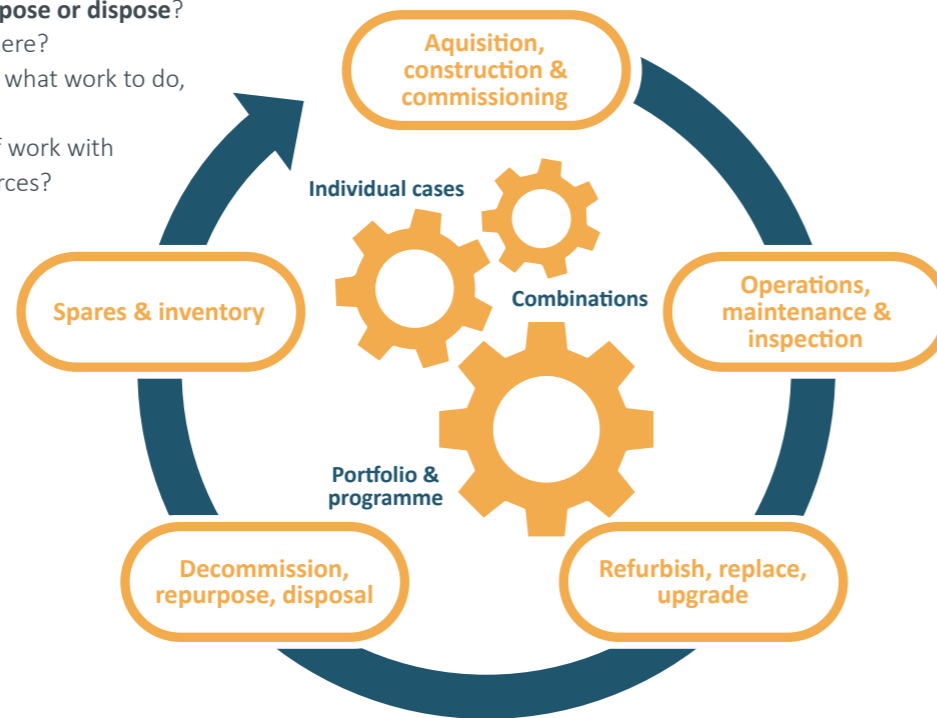 pose or dispose?
ere?
what work to do,
f work with
rces?
Aquisition,
construction &
commissioning
Individual cases
Combinations
Spares & inventory
Operations,
maintenance &
inspection
Portfolio &
programme
Decommission,
repurpose, disposal
Refurbish, replace,
upgrade